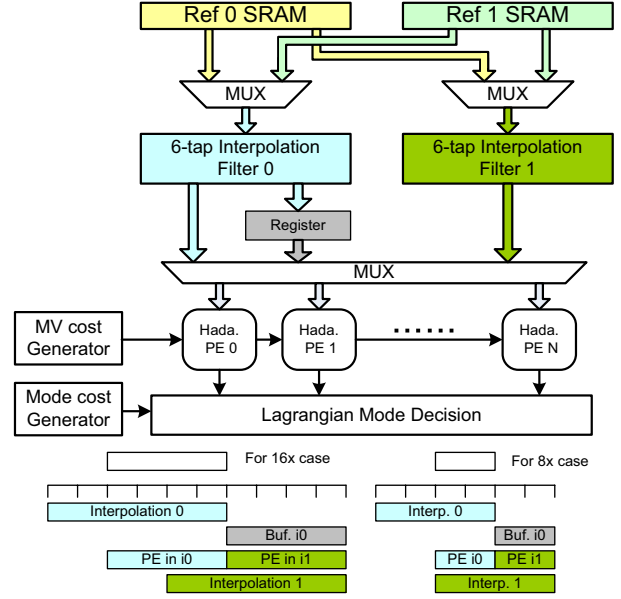 Ref 0 SRAM
Ref 1 SRAM
MUX
MUX
6-tap Interpolation
Filter 0
6-tap Interpolation
Filter 1
Register
MUX
MV cost
Generator
Hada.
PE 0
Hada.
PE 1
......
Hada.
PE N
Mode cost
Generator
Lagrangian Mode Decision
For 16x case
For 8x case
Interpolation 0
Interp. 0
Buf. i0
Buf. i0
PE in i0
PE in i1
PE i0
PE i1
Interpolation 1
Interp. 1